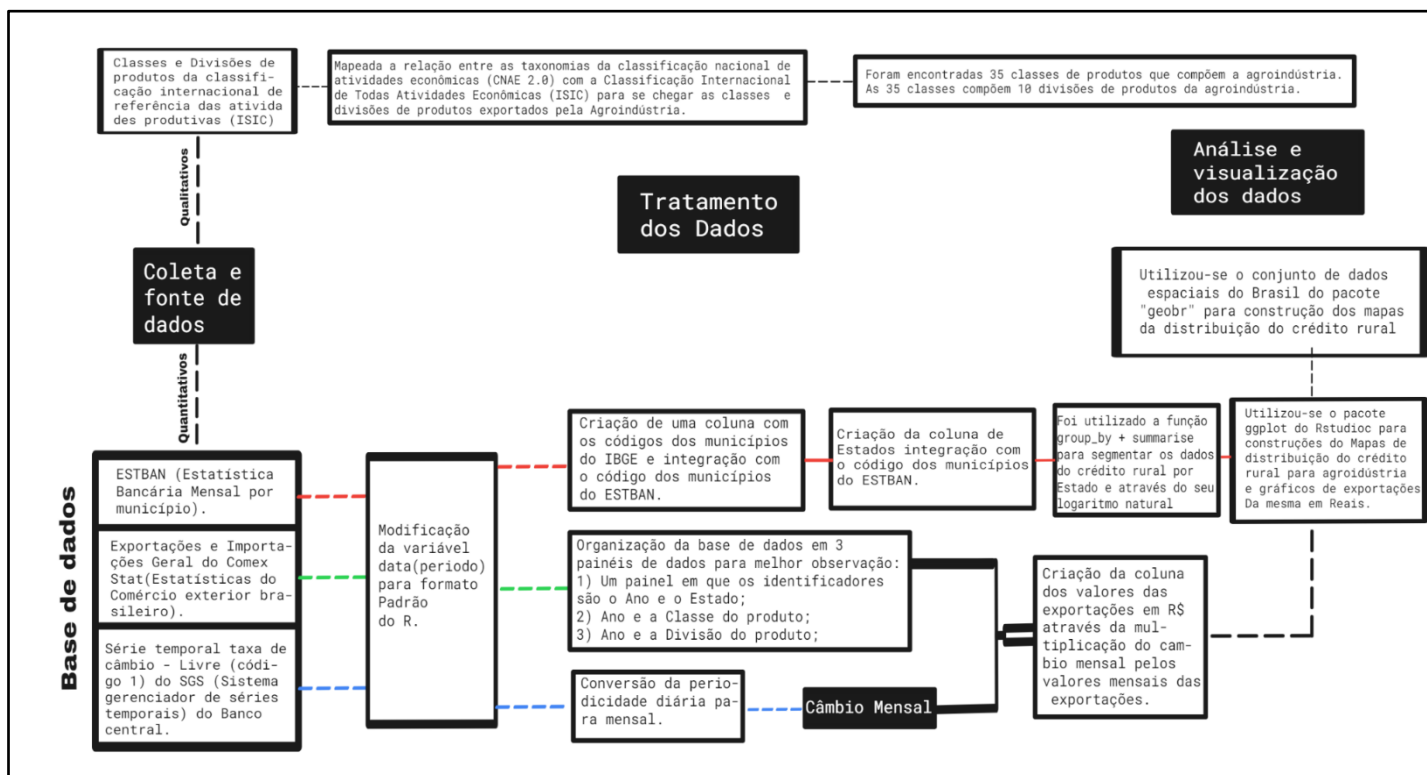 Classes e Divisões de
produtos da classifi-
cação internacional de
referência das ativida
des produtivas (ISIC)
Mapeada a relação entre as taxonomias da classificação nacional de
atividades econômicas (CNAE 2.0) com a Classificação Internacional
de Todas Atividades Econômicas (ISIC) para se chegar as classes e
divisões de produtos exportados pela Agroindústria.
Foram encontradas 35 classes de produtos que compõem a agroindústria.
As 35 classes compõem 10 divisões de produtos da agroindústria.
Análise e
visualização
dos dados
Tratamento
dos Dados
Qualitativos
Coleta e
fonte de
dados
Quantitativos
Utilizou-se o conjunto de dados
espaciais do Brasil do pacote
"geobr" para construção dos mapas
da distribuição do crédito rural
Base de dados
ESTBAN (Estatística
Bancária Mensal por
município).
Exportações e Importa-
ções Geral do Comex
Stat(Estatísticas do
Comércio exterior bra-
sileiro).
Série temporal taxa de
câmbio - Livre (códi-
go 1) do SGS (Sistema
gerenciador de séries
temporais) do Banco
central.
Modificação
da variável
data(periodo)
para formato
Padrão
do R.
Criação de uma coluna com
os códigos dos municípios
do IBGE e integração com
o código dos municípios
do ESTBAN.
Criação da coluna de
Estados integração com
o código dos municípios
do ESTBAN.
Foi utilizado a função
group_by + summarise
para segmentar os dados
do crédito rural por
Estado e através do seu
logaritmo natural
Utilizou-se o pacote
ggplot do Rstudioc para
construções do Mapas de
distribuição do crédito
rural para agroidústria
e gráficos de exportações
Da mesma em Reais.
Organização da base de dados em 3
painéis de dados para melhor observação:
1) Um painel em que os identificadores
são o Ano e o Estado;
2) Ano e a Classe do produto;
3) Ano e a Divisão do produto;
Conversão da perio-
dicidade diária pa-
ra mensal.
Câmbio Mensal
Criação da coluna
dos valores das
exportações em R$
através da mul-
tiplicação do cam-
bio mensal pelos
valores mensais das
exportações.